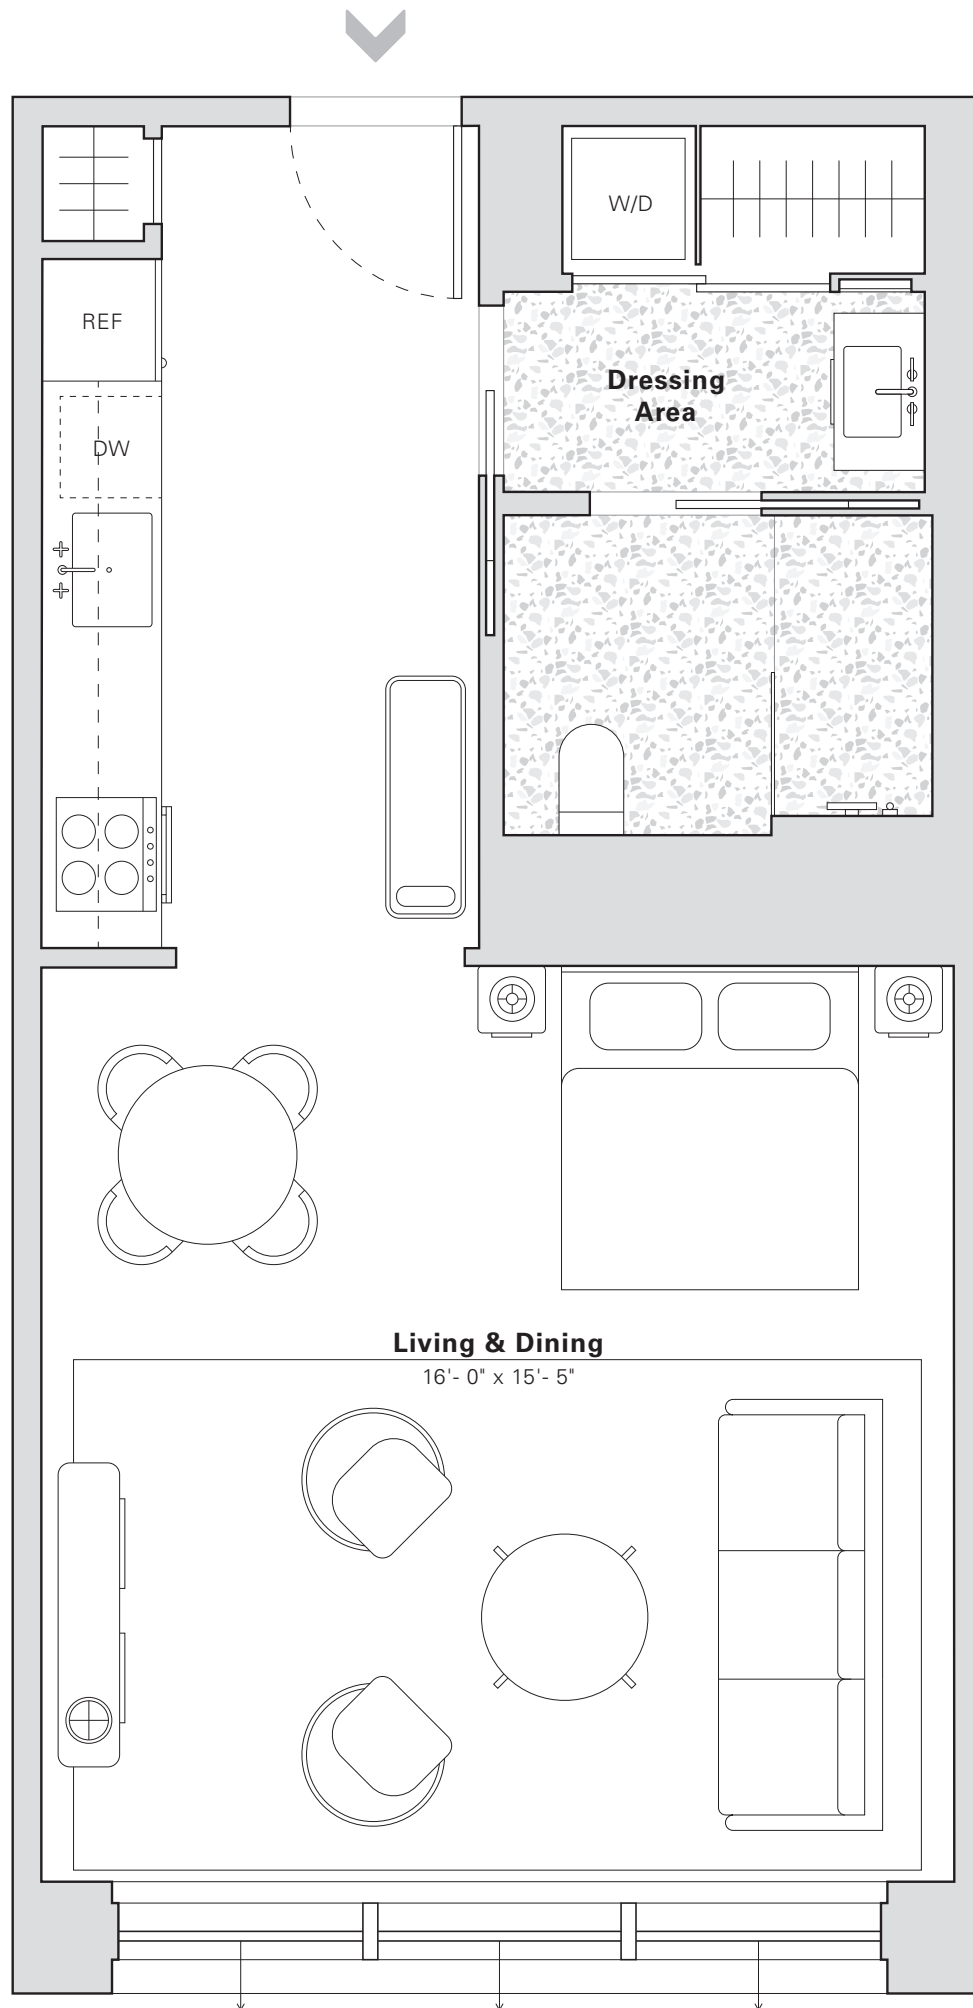 W/D
REF
Dressing
Area
DW
Living & Dining
16'- 0" x 15'- 5"